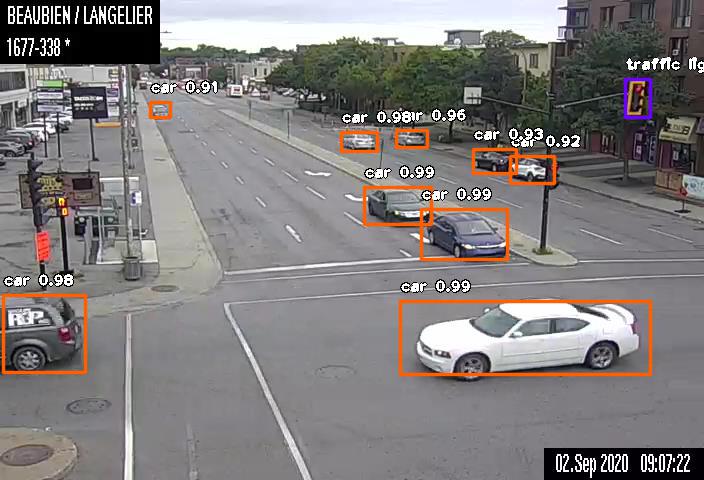 BEAUBIEN / LANGELIER
1677-338 *
traffic lig
car 0.91
car 0.98
car 0.96
car 0.93
car 0.92
car 0.99
car 0.99
car 0.98
car 0.99
02.Sep 2020 09:07:22